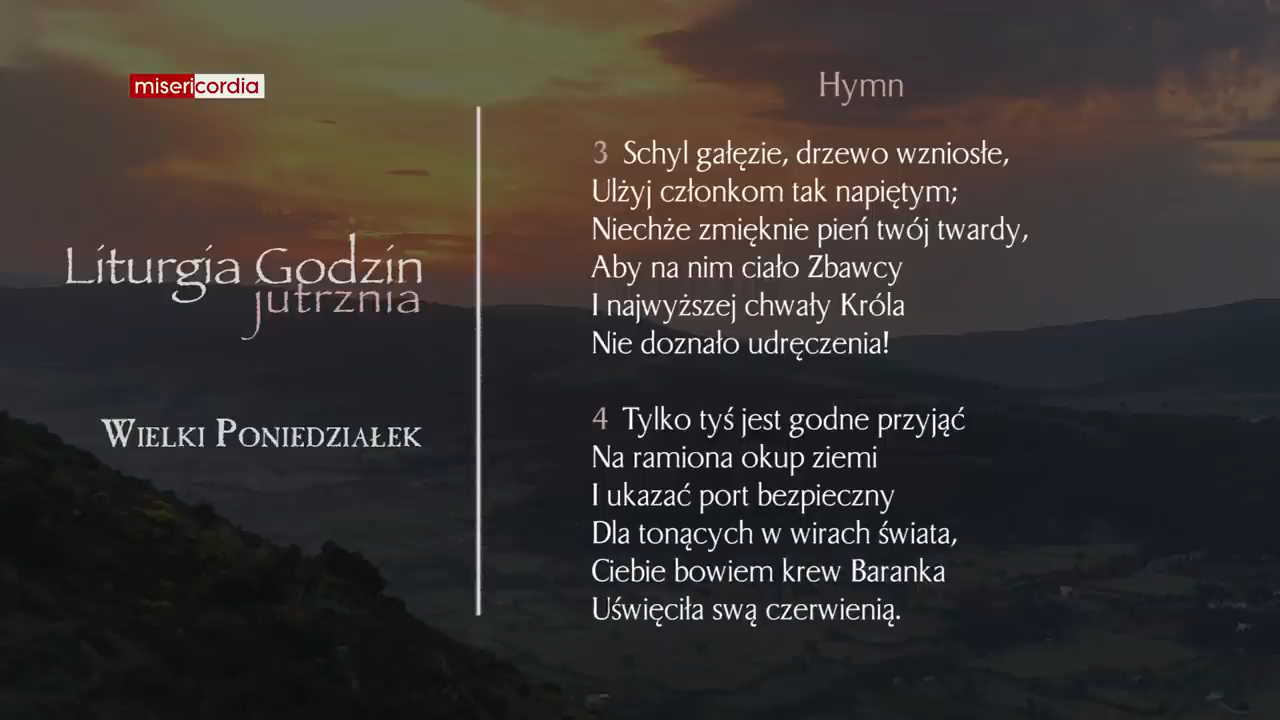 misericordia
Liturgia Godzin
jutrznia
Wielki Poniedziałek
Hymn
3 Schyl gałęzie, drzewo wzniosłe,
Ulżyj członkom tak napiętym;
Niechże zmięknie pień twój twardy,
Aby na nim ciało Zbawcy
I najwyższej chwały Króla
Nie doznało udręczenia!
4 Tylko tyś jest godne przyjąć
Na ramiona okup ziemi
I ukazać port bezpieczny
Dla tonących w wirach świata,
Ciebie bowiem krew Baranka
Uświęciła swą czerwienią.